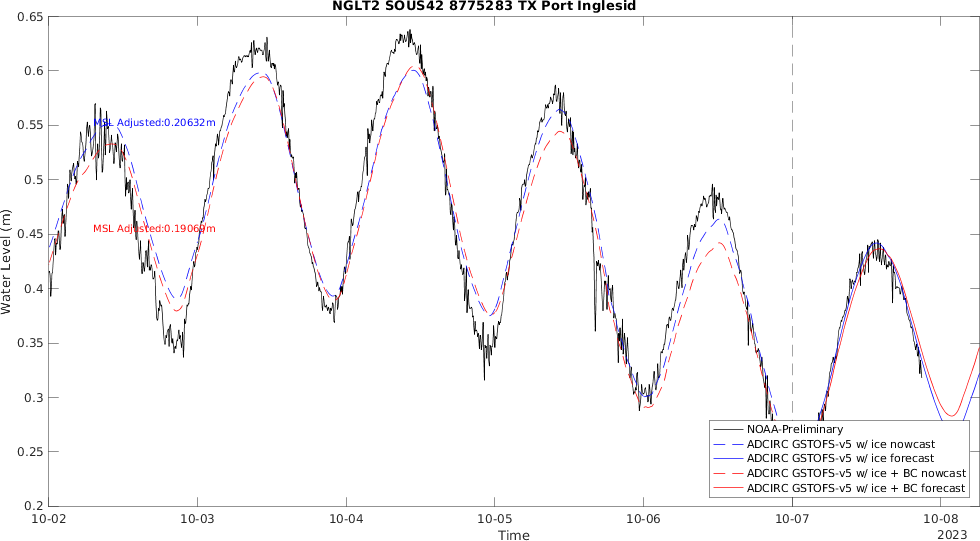 NGLT2 SOUS42 8775283 TX Port Inglesid
0.65
0.6
0.55
0.5
0.45
0.4
0.35
0.3
0.25
0.2
Water Level (m)
MSL Adjusted:0.20632m
MSL Adjusted:0.19069m
NOAA-Preliminary
ADCIRC GSTOFS-v5 w/ ice nowcast
ADCIRC GSTOFS-v5 w/ ice forecast
ADCIRC GSTOFS-v5 w/ ice + BC nowcast
ADCIRC GSTOFS-v5 w/ ice + BC forecast
10-02 10-03 10-04 10-05 10-06 10-07 10-08
Time
2023